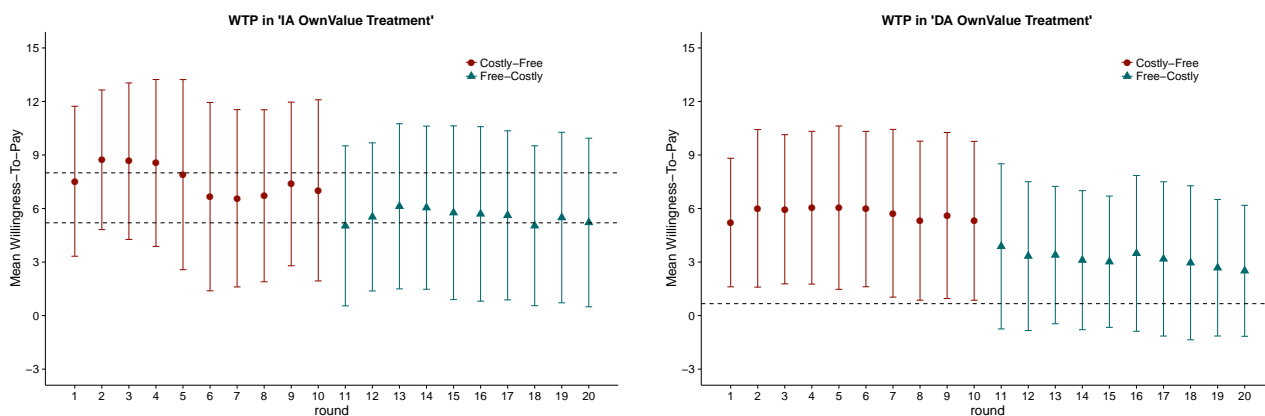 WTP in 'IA OwnValue Treatment'
15
12
9
6
3
0
−3
Mean Willingness−To−Pay
Costly−Free
Free−Costly
1 2 3 4 5 6 7 8 9 10 11 12 13 14 15 16 17 18 19 20
round
WTP in 'DA OwnValue Treatment'
15
12
9
6
3
0
−3
Mean Willingness−To−Pay
Costly−Free
Free−Costly
1 2 3 4 5 6 7 8 9 10 11 12 13 14 15 16 17 18 19 20
round